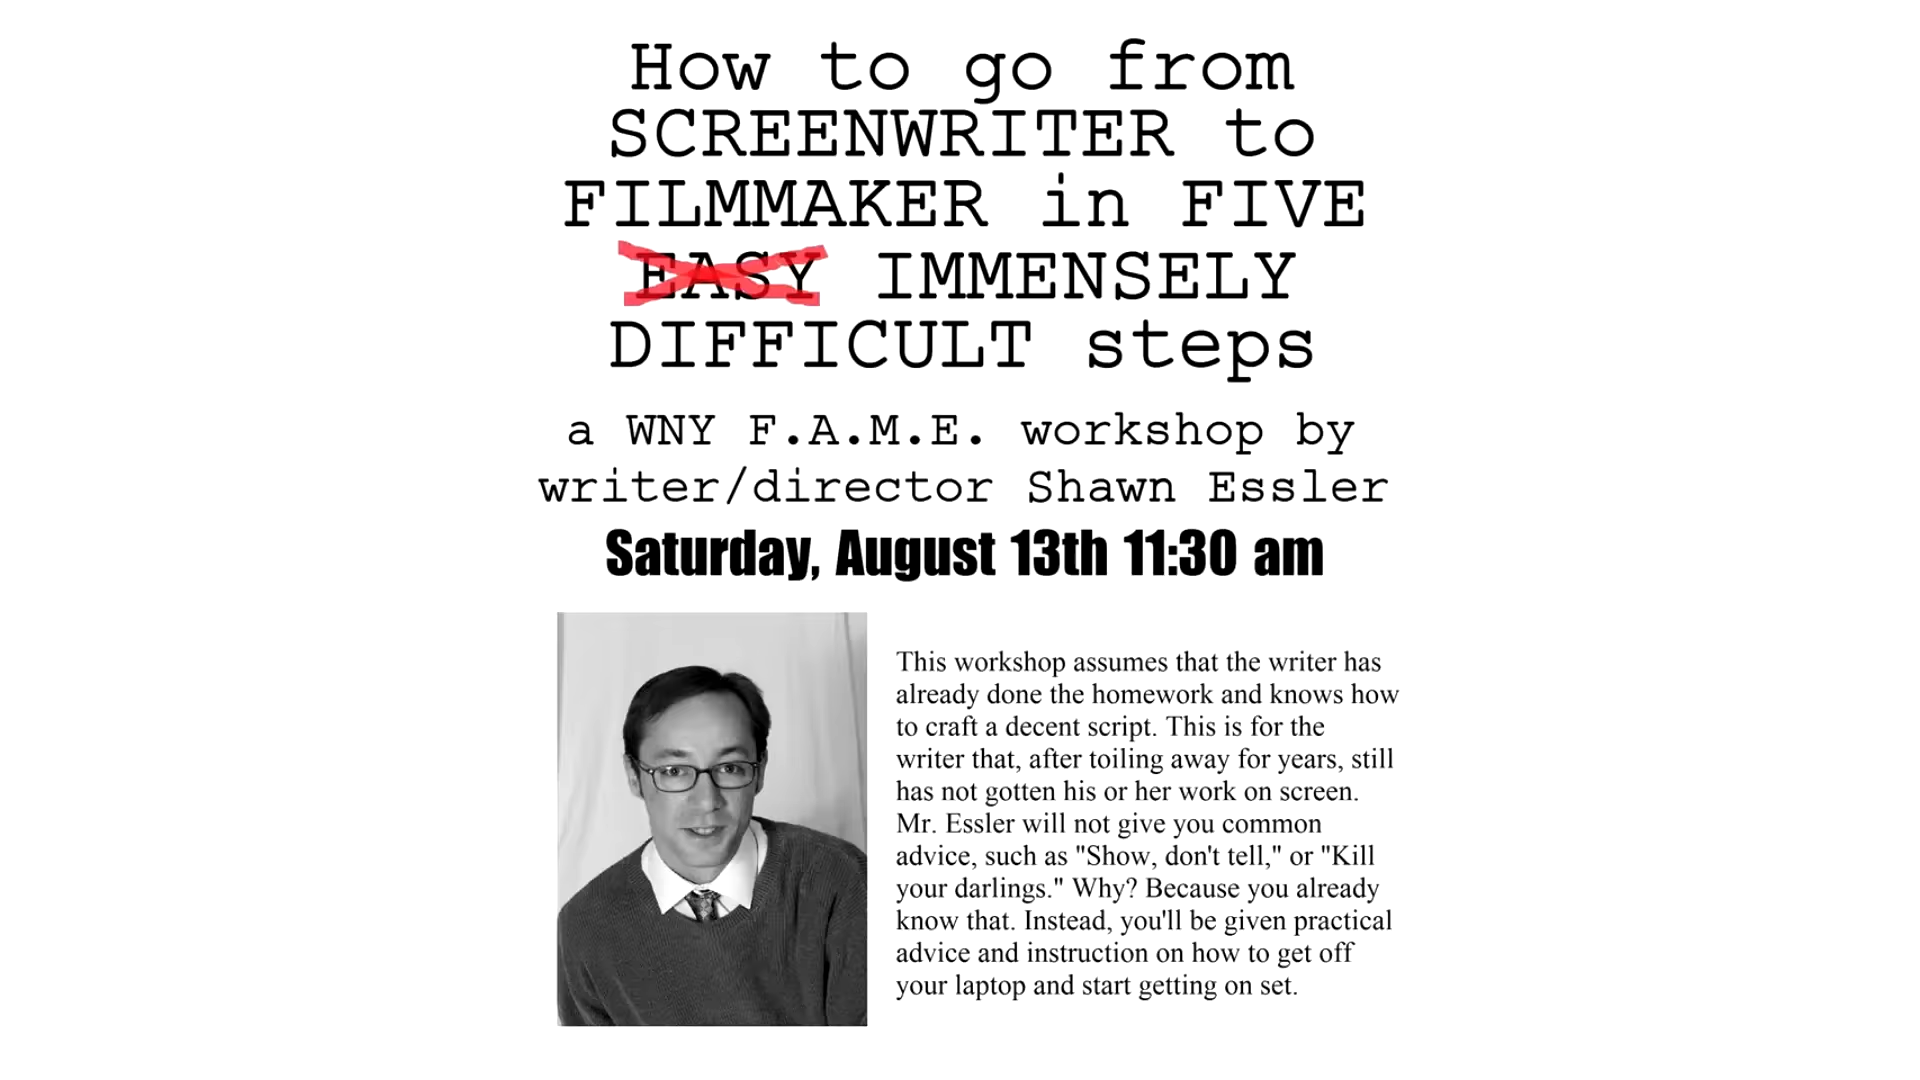 How to go from
SCREENWRITER to
FILMMAKER in FIVE
EASY IMMENSELY
DIFFICULT steps
a WNY F.A.M.E. workshop by
writer/director Shawn Essler
Saturday, August 13th 11:30 am
This workshop assumes that the writer has
already done the homework and knows how
to craft a decent script. This is for the
writer that, after toiling away for years, still
has not gotten his or her work on screen.
Mr. Essler will not give you common
advice, such as "Show, don't tell," or "Kill
your darlings." Why? Because you already
know that. Instead, you'll be given practical
advice and instruction on how to get off
your laptop and start getting on set.